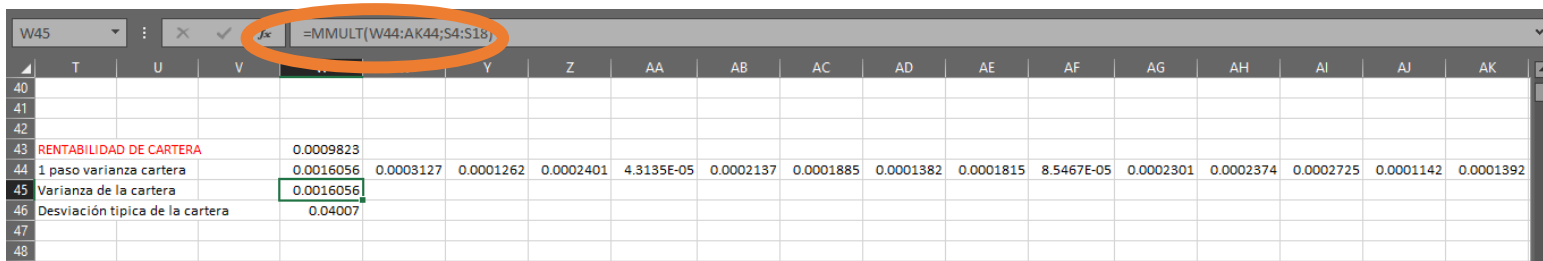 W45 fx =MMULT(W44:AK44;S4:S18)
T U V W Y Z AA AB AC AD AE AF AG AH AI AJ AK
40
41
42
43 RENTABILIDAD DE CARTERA 0.0009823
44 1 paso varianza cartera 0.0016056 0.0003127 0.0001262 0.0002401 4.3135E-05 0.0002137 0.0001885 0.0001382 0.0001815 8.5467E-05 0.0002301 0.0002374 0.0002725 0.0001142 0.0001392
45 Varianza de la cartera 0.0016056
46 Desviación tipica de la cartera 0.04007
47
48